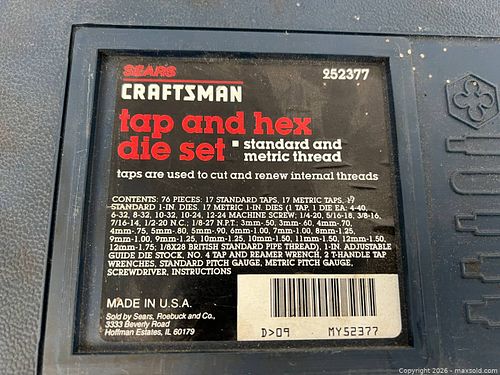 SEARS
252377
CRAFTSMAN
tap and hex
die set ▪ standard and
metric thread
taps are used to cut and renew internal threads
CONTENTS: 76 PIECES: 17 STANDARD TAPS, 17 METRIC TAPS, 17
STANDARD 1-IN. DIES, 17 METRIC 1-IN. DIES (1 TAP, 1 DIE EA: 4-40,
6-32, 8-32, 10-32, 10-24, 12-24 MACHINE SCREW; 1/4-20, 5/16-18, 3/8-16,
7/16-14, 1/2-20 N.C.; 1/8-27 N.P.T.; 3mm-.50, 3mm-.60, 4mm-.70,
4mm-.75, 5mm-.80, 5mm-.90, 6mm-1.00, 7mm-1.00, 8mm-1.25,
9mm-1.00, 9mm-1.25, 10mm-1.25, 10mm-1.50, 11mm-1.50, 12mm-1.50,
12mm-1.75; 1/8X28 BRITISH STANDARD PIPE THREAD), 1-IN. ADJUSTABLE
GUIDE DIE STOCK, NO. 4 TAP AND REAMER WRENCH, 2 T-HANDLE TAP
WRENCHES, STANDARD PITCH GAUGE, METRIC PITCH GAUGE,
SCREWDRIVER, INSTRUCTIONS
MADE IN U.S.A.
Sold by Sears, Roebuck and Co.,
3333 Beverly Road
Hoffman Estates, IL 60179
D>09 MY52377
Copyright 2026 - maxsold.com